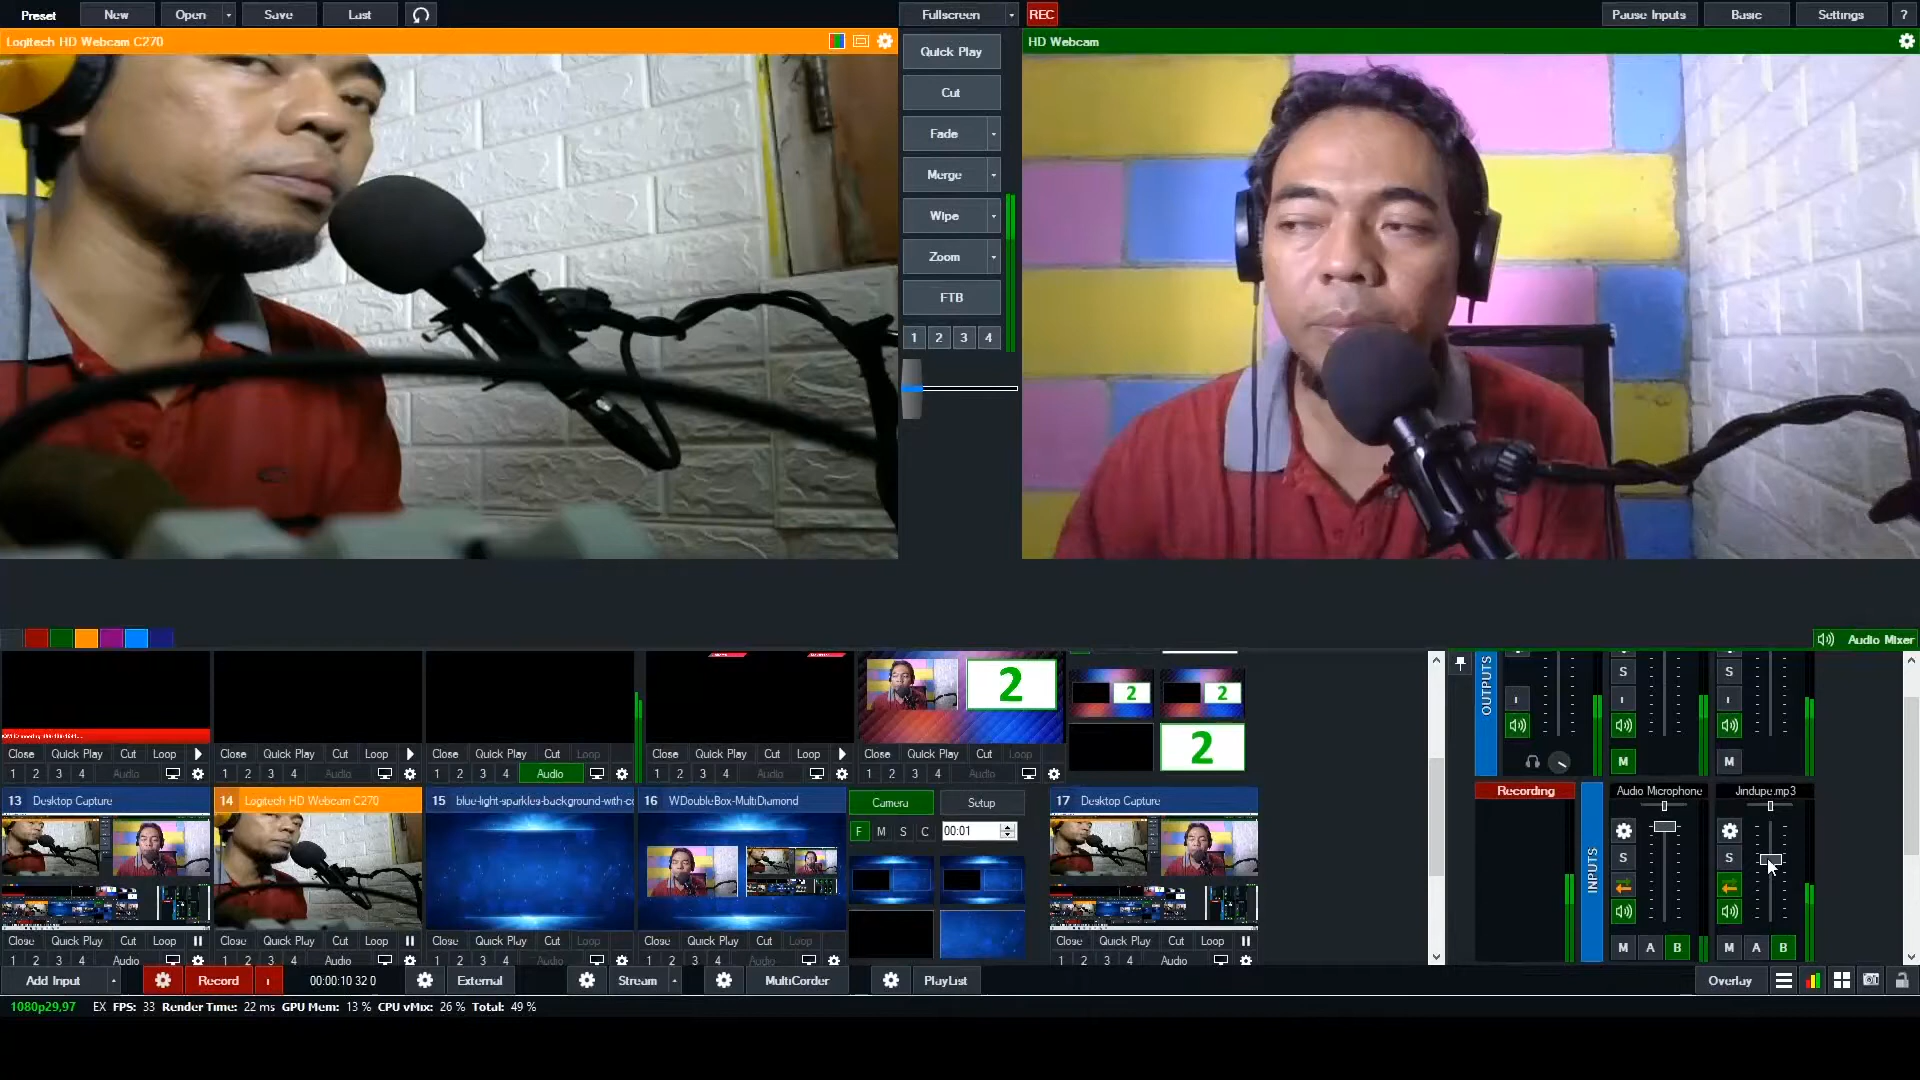 Preset New Open Save Last Fullscreen REC Pause Inputs Basic Settings ?
Logitech HD Webcam C270
HD Webcam
Quick Play
Cut
Fade
Merge
Wipe
Zoom
FTB
1 2 3 4
Audio Mixer
2
2 2
2
OUTPUTS
S S
M M
Close Quick Play Cut Loop
1 2 3 4 Audio
Close Quick Play Cut Loop
1 2 3 4 Audio
Close Quick Play Cut Loop
1 2 3 4 Audio
Close Quick Play Cut Loop
1 2 3 4 Audio
Close Quick Play Cut Loop
1 2 3 4 Audio
13 Desktop Capture
14 Logitech HD Webcam C270
15 blue-light-sparkles-background-with-co
16 WDoubleBox-MultiDiamond
Camera Setup
F M S C 00:01
17 Desktop Capture
Recording
INPUTS
Audio Microphone
Jindupe.mp3
S S
M A B M A B
Close Quick Play Cut Loop
1 2 3 4 Audio
Close Quick Play Cut Loop
1 2 3 4 Audio
Close Quick Play Cut Loop
1 2 3 4 Audio
Close Quick Play Cut Loop
1 2 3 4 Audio
Close Quick Play Cut Loop
1 2 3 4 Audio
Add Input Record i 00:00:10 32 0 External Stream MultiCorder PlayList Overlay
1080p29,97 EX FPS: 33 Render Time: 22 ms GPU Mem: 13 % CPU vMix: 26 % Total: 49 %